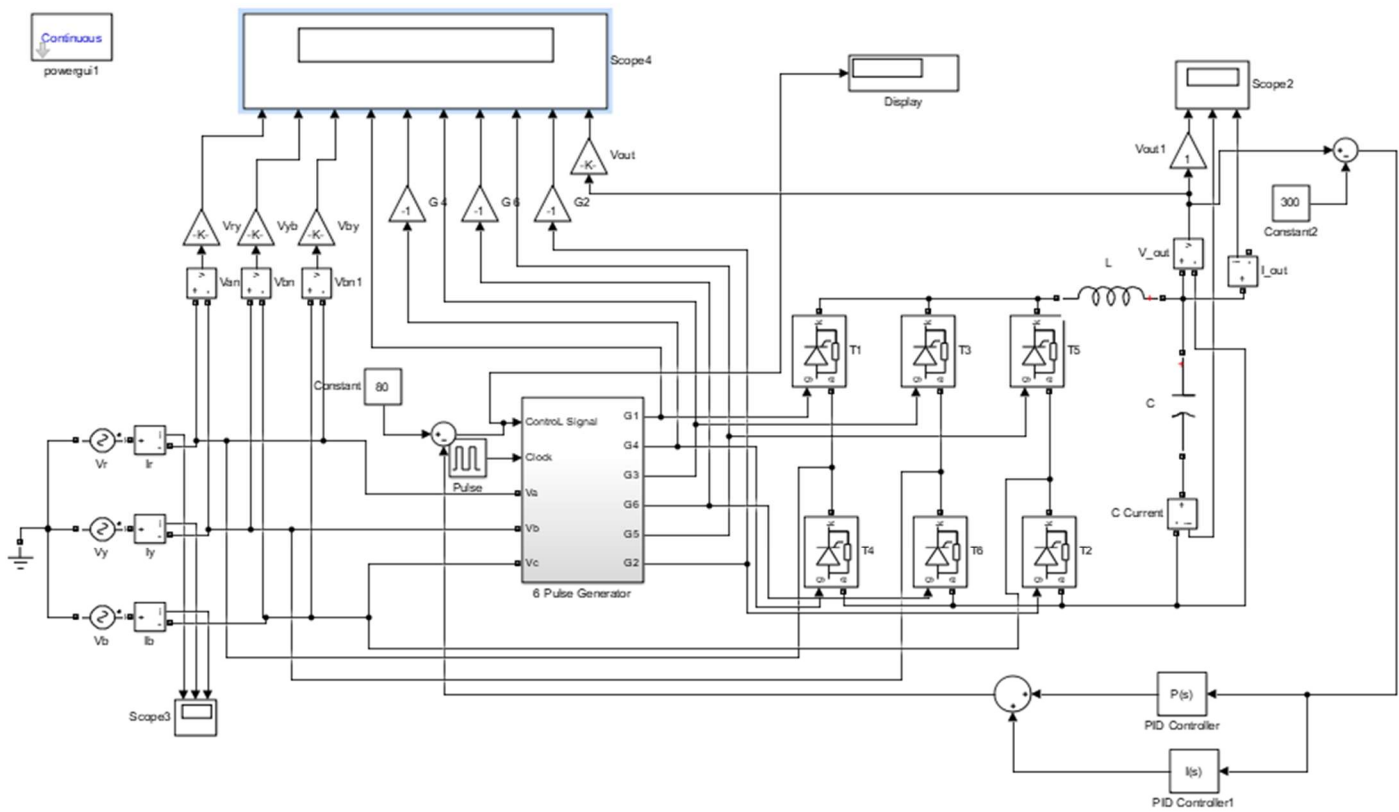 Continuous
powergui1
Scope4
Display
Scope2
Vout
Vout1
-K-
1
G 4
G 6
G2
-1
-1
-1
300
Constant2
Vry
Vyb
Vby
-K-
-K-
-K-
V_out
I_out
Van
Vbn
Vbn1
L
T1
T3
T5
Constant
80
C
ControL Signal
Clock
Va
Vb
Vc
G1
G4
G3
G6
G5
G2
6 Pulse Generator
Pulse
Vr
Ir
Vy
Iy
Vb
Ib
C Current
T4
T6
T2
Scope3
P(s)
PID Controller
I(s)
PID Controller1